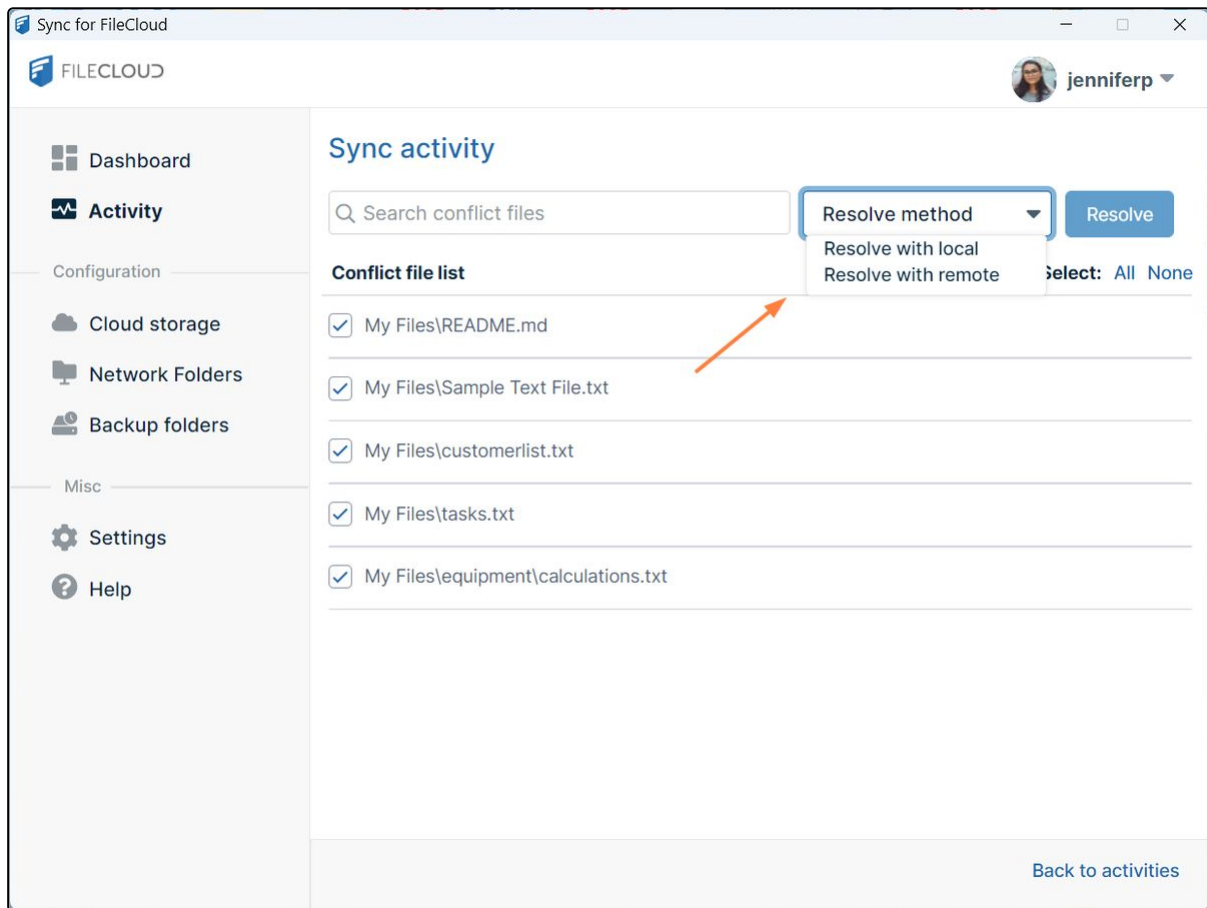 Sync for FileCloud
FILECLOUD
jenniferp
Dashboard
Activity
Configuration
Cloud storage
Network Folders
Backup folders
Misc
Settings
Help
Sync activity
Search conflict files
Resolve method
Resolve
Resolve with local
Resolve with remote
Conflict file list
Select: All None
My Files\README.md
My Files\Sample Text File.txt
My Files\customerlist.txt
My Files\tasks.txt
My Files\equipment\calculations.txt
Back to activities